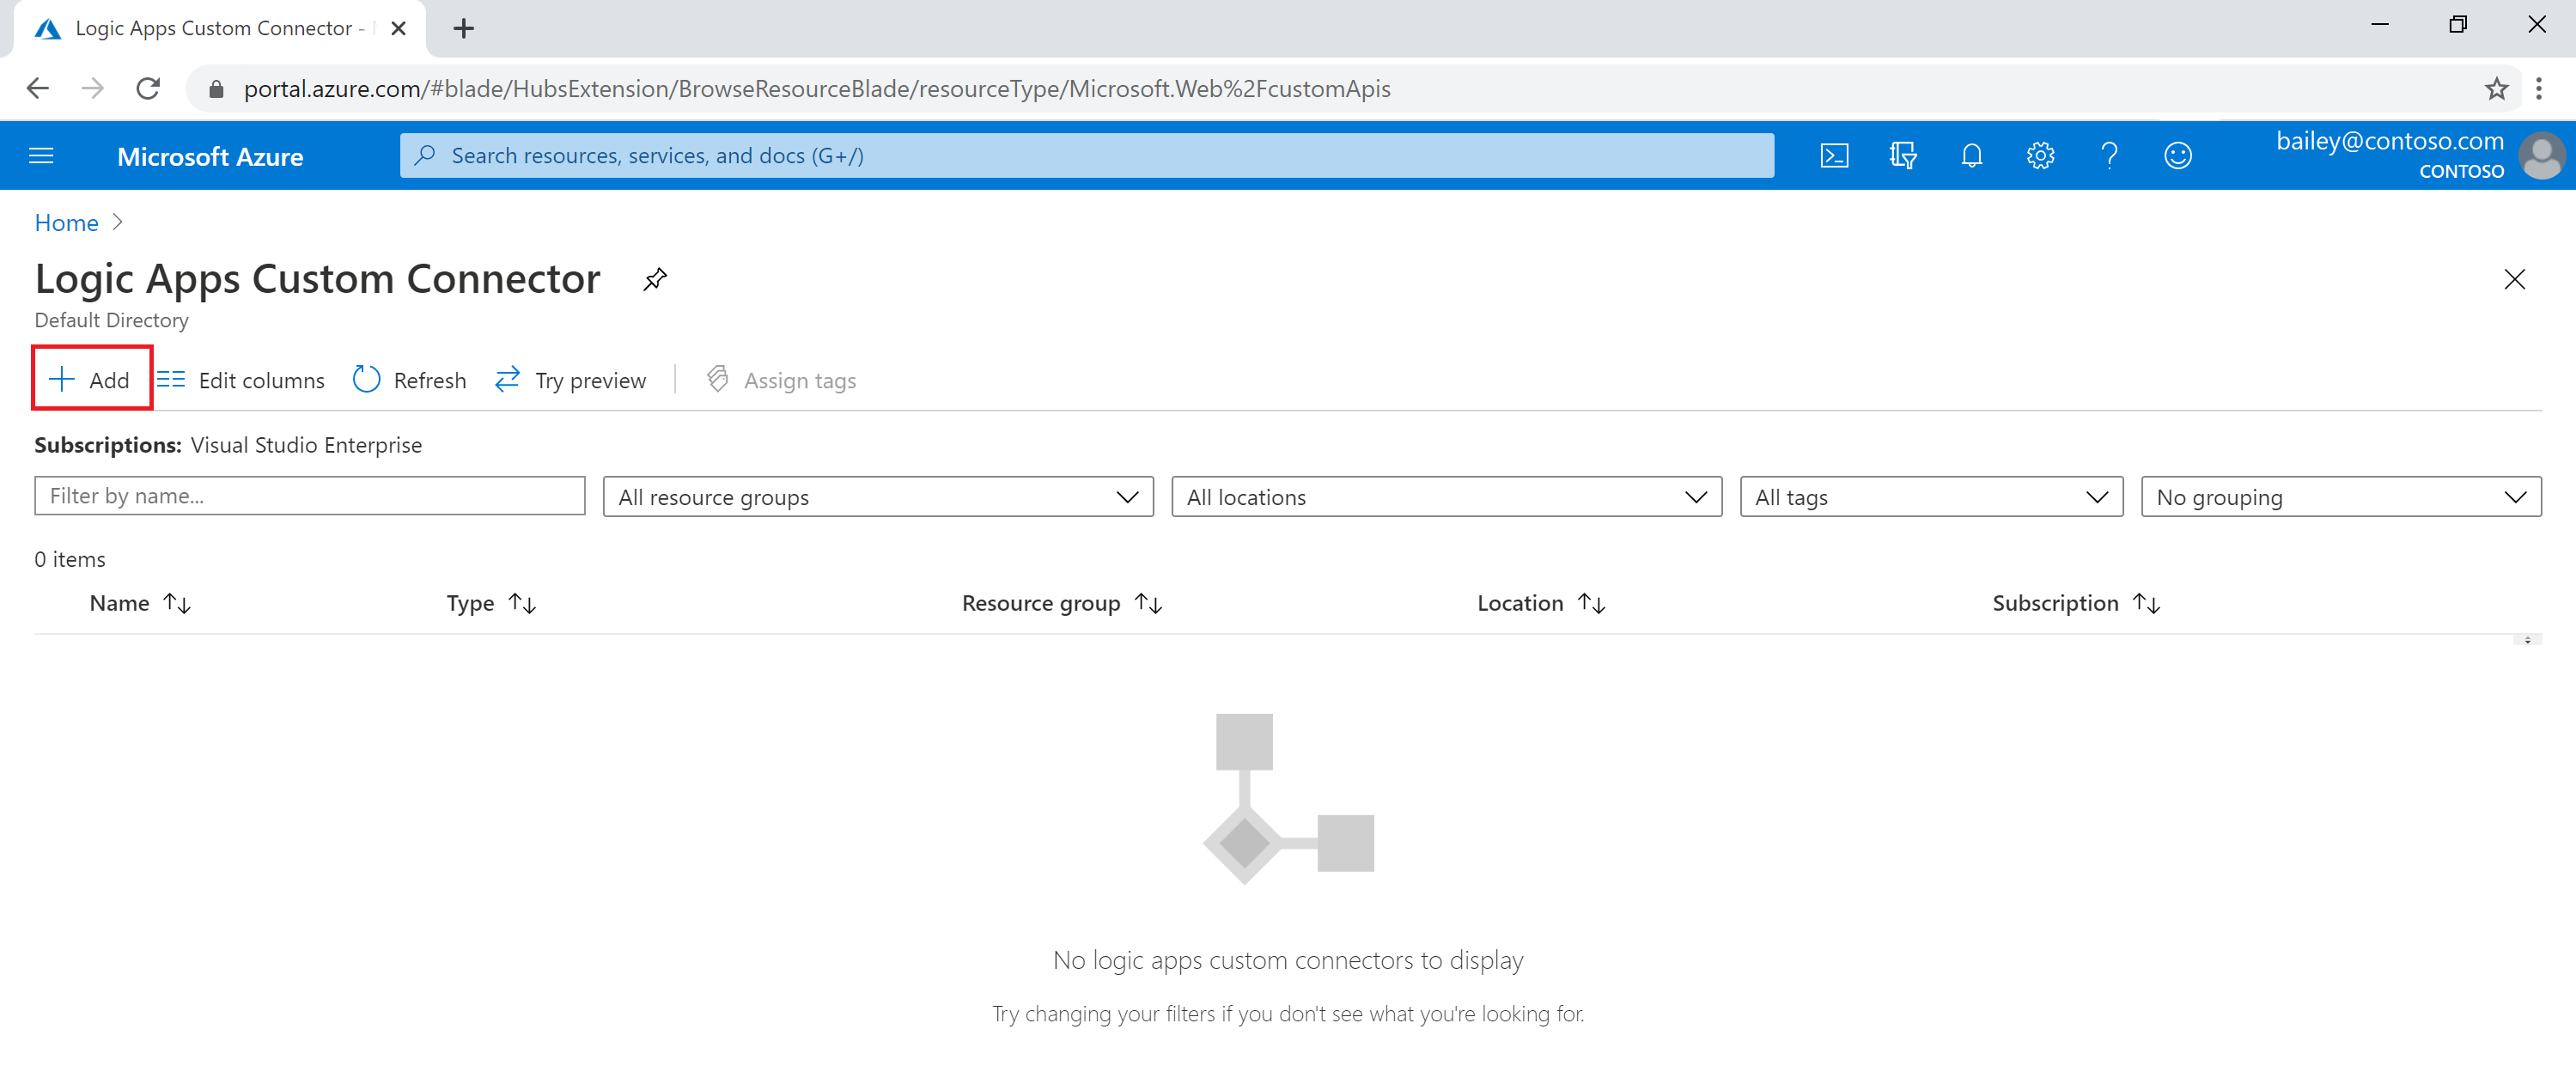 Logic Apps Custom Connector -
portal.azure.com/#blade/HubsExtension/BrowseResourceBlade/resourceType/Microsoft.Web%2FcustomApis
Microsoft Azure
Search resources, services, and docs (G+/)
bailey@contoso.com
CONTOSO
Home
Logic Apps Custom Connector
Default Directory
Add Edit columns Refresh Try preview Assign tags
Subscriptions: Visual Studio Enterprise
Filter by name... All resource groups All locations All tags No grouping
0 items
Name Type Resource group Location Subscription
No logic apps custom connectors to display
Try changing your filters if you don't see what you're looking for.